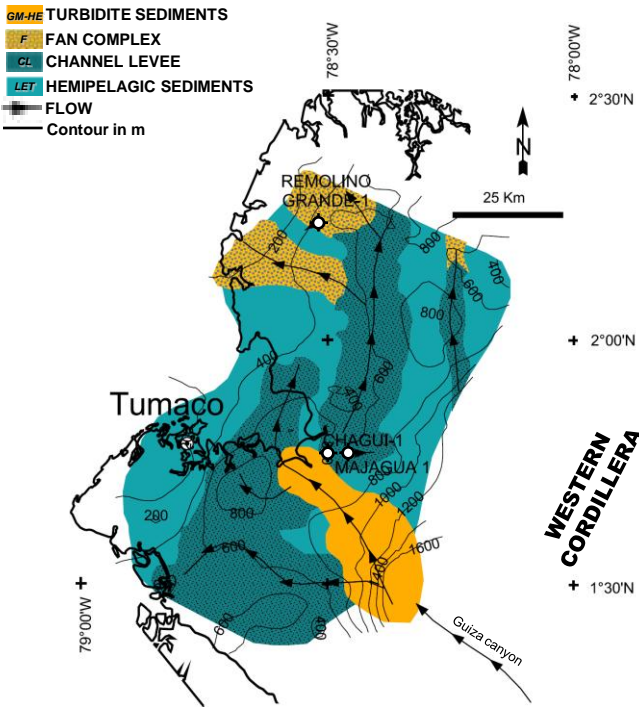 GM-HE TURBIDITE SEDIMENTS
F FAN COMPLEX
CL CHANNEL LEVEE
LET HEMIPELAGIC SEDIMENTS
FLOW
Contour in m
78°30'W
78°00'W
2°30'N
N
25 Km
REMOLINO
GRANDE-1
200
800
400
600
800
2°00'N
400
600
400
Tumaco
CHAGUI-1
MAJAGUA 1
800
1000
1200
WESTERN
CORDILLERA
200
800
600
1600
1400
1°30'N
600
400
79°00'W
Guiza canyon